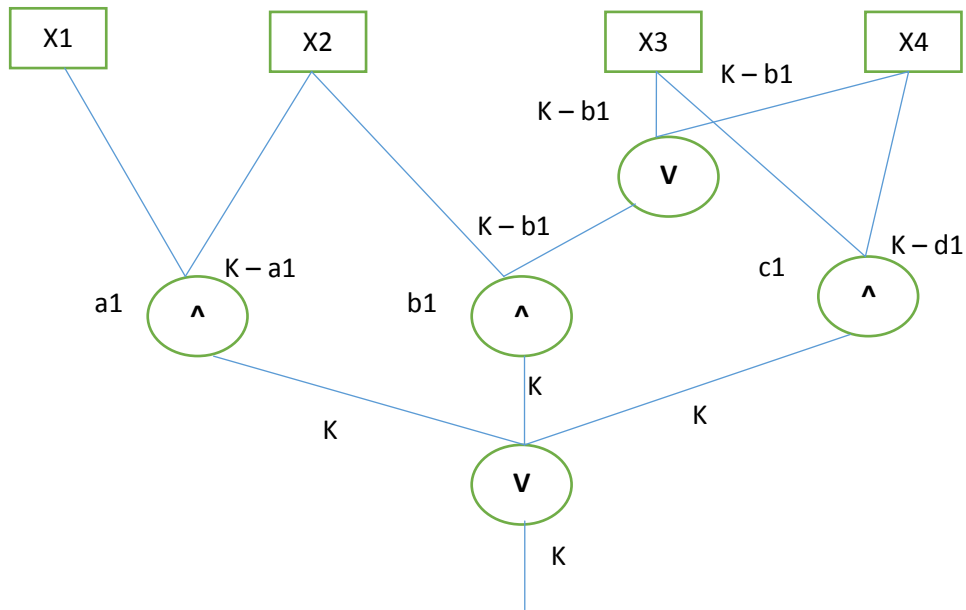 X1
X2
X3
X4
K – b1
K – b1
V
K – b1
K – a1
K – d1
a1
^
b1
^
c1
^
K
K
K
V
K